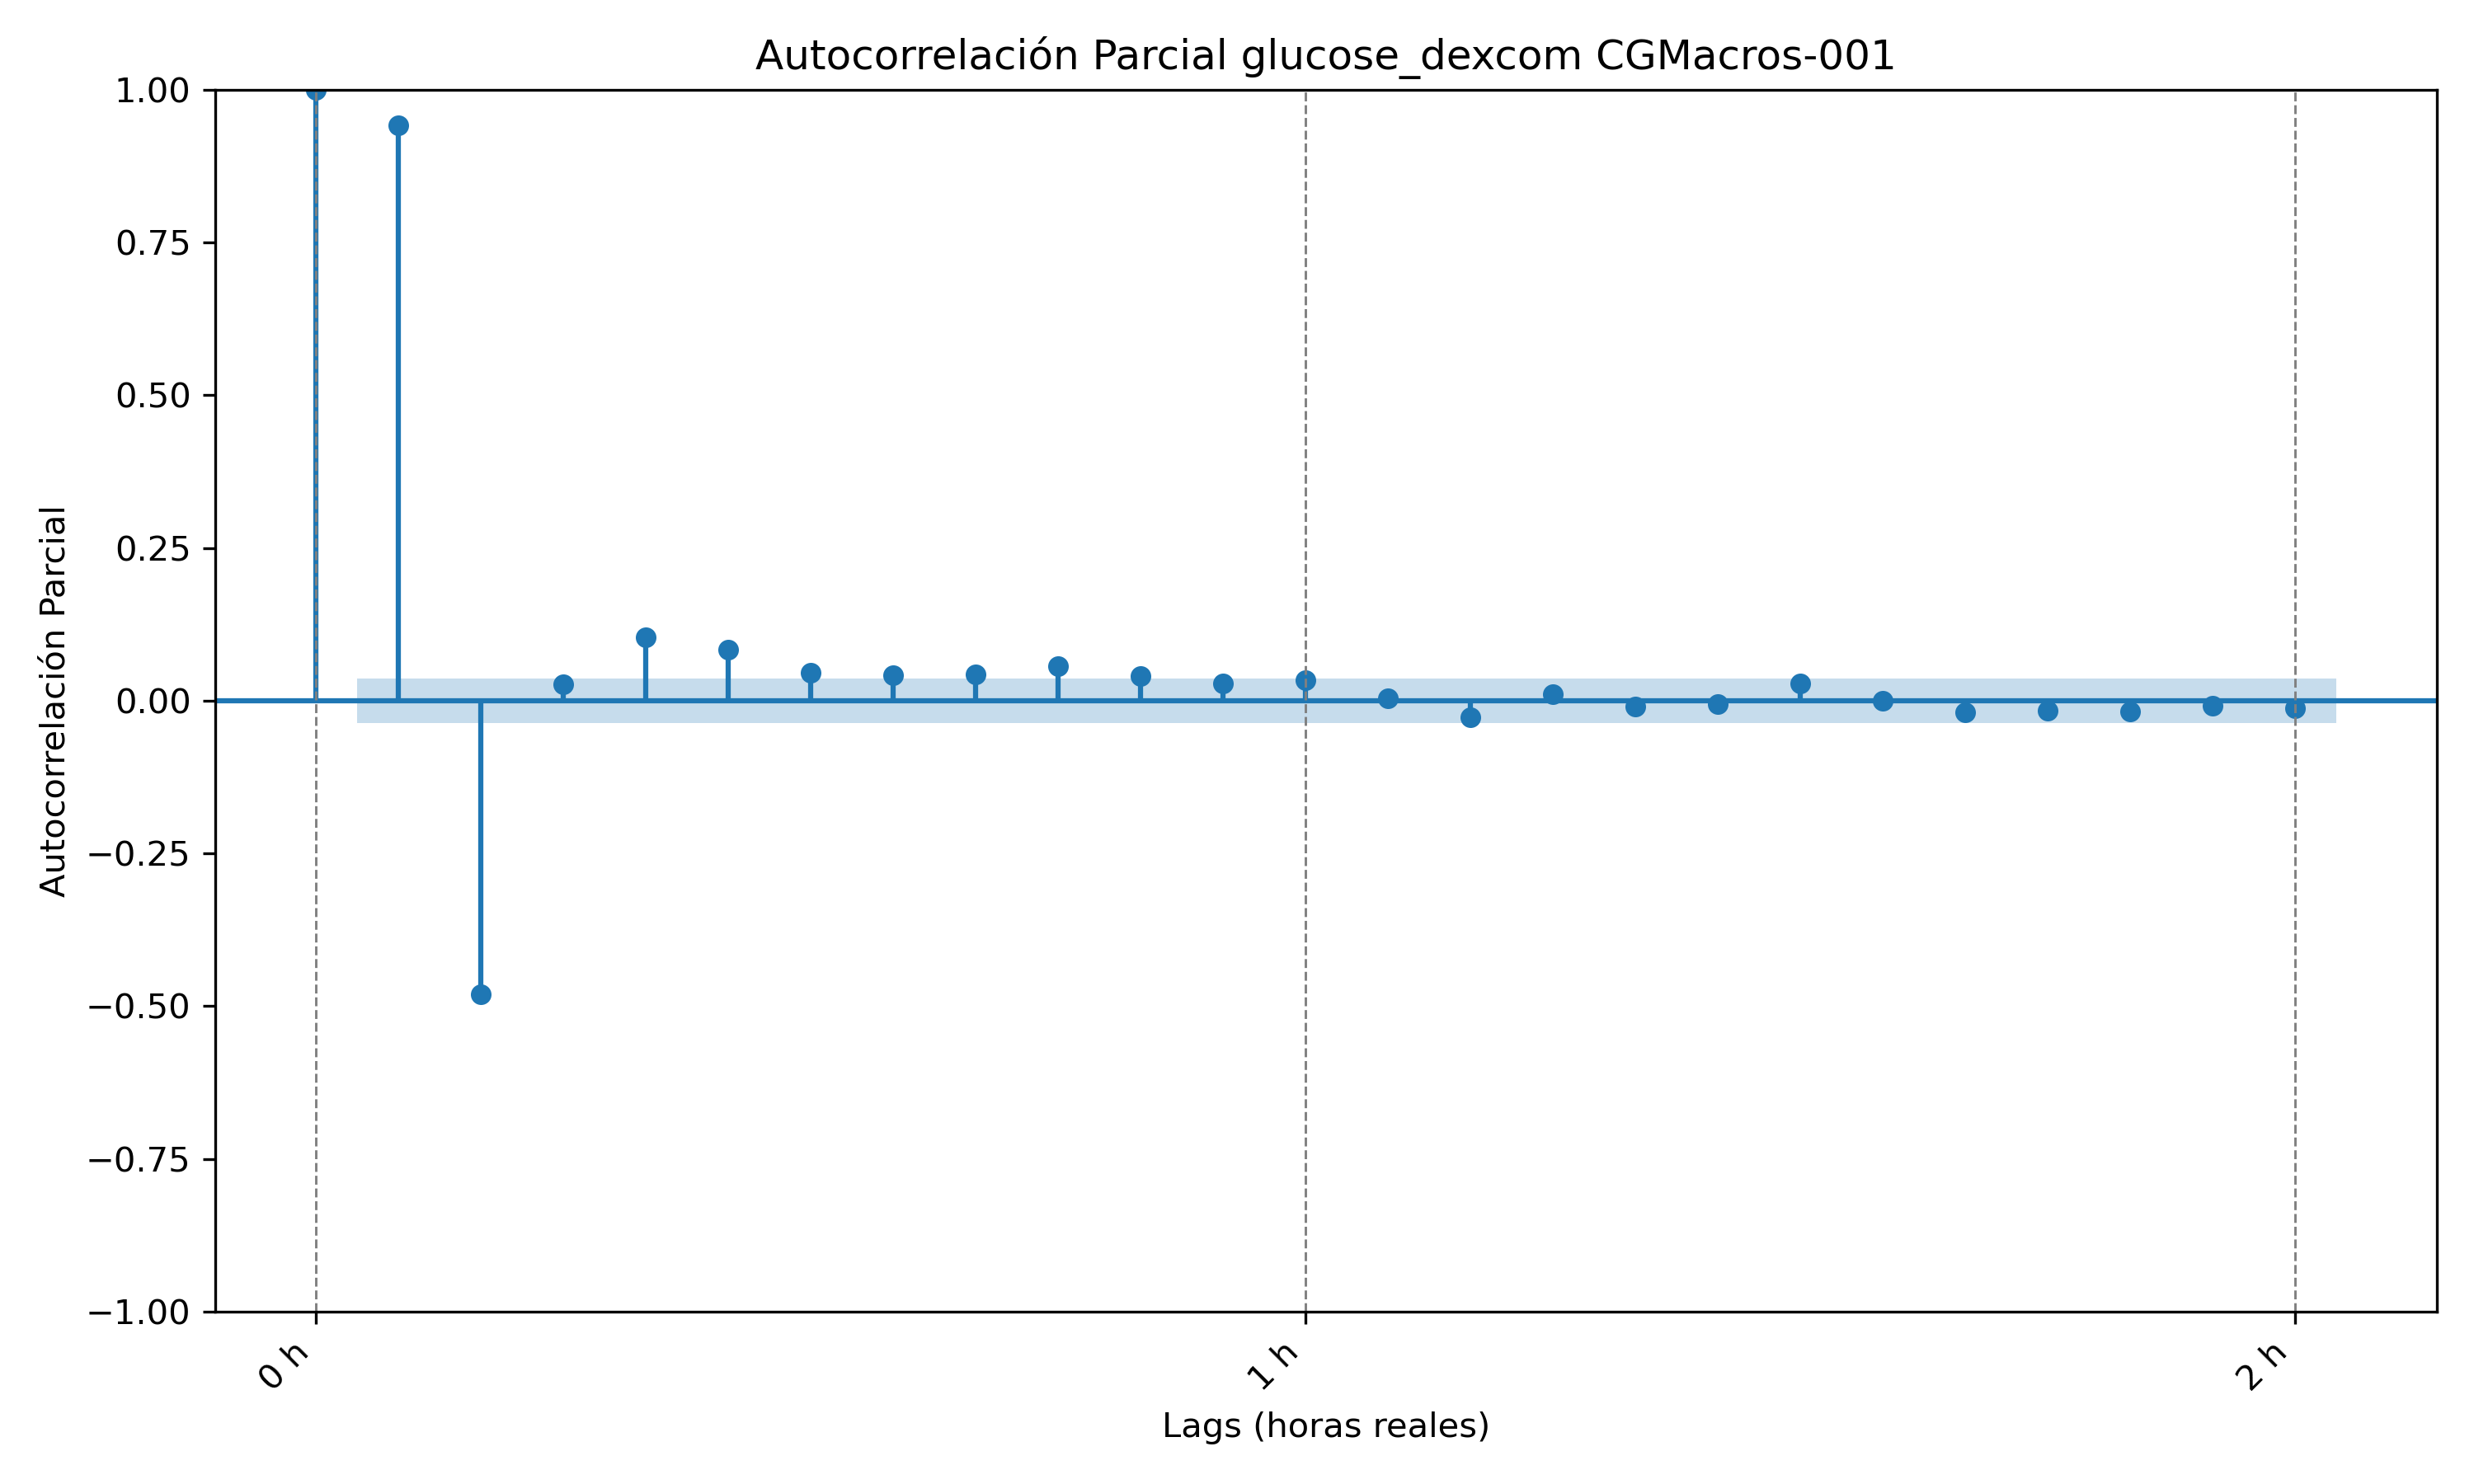 Autocorrelación Parcial glucose_dexcom CGMacros-001
Autocorrelación Parcial
1.00
0.75
0.50
0.25
0.00
−0.25
−0.50
−0.75
−1.00
0 h
1 h
2 h
Lags (horas reales)